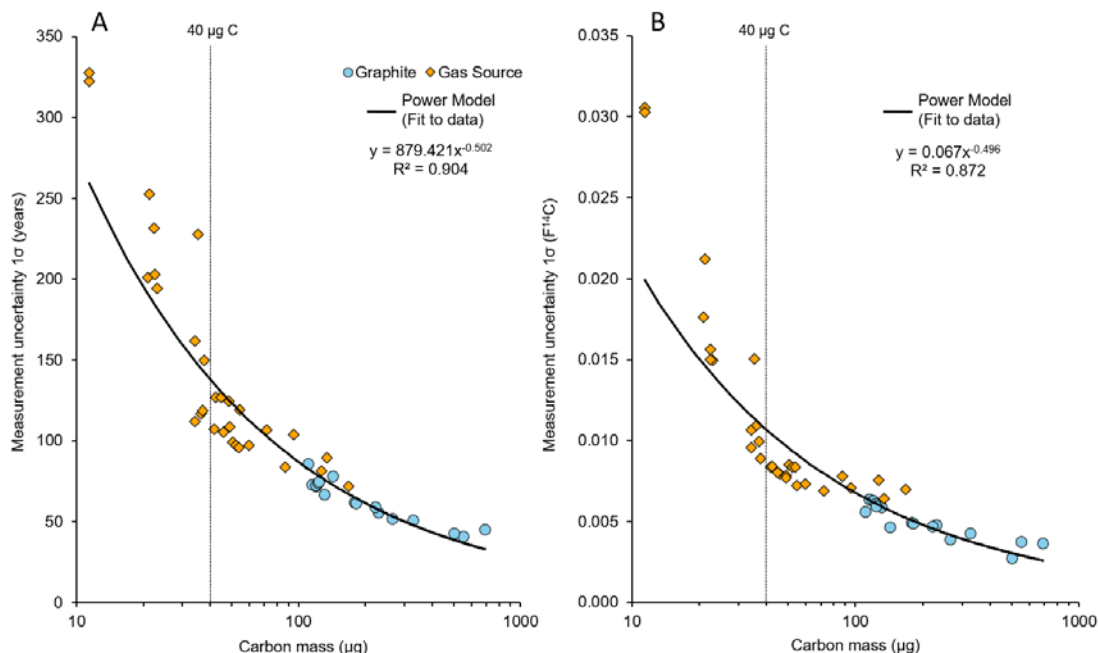 A
40 µg C
350
300
250
200
150
100
50
0
Measurement uncertainty 1σ (years)
Graphite
Gas Source
Power Model
(Fit to data)
y = 879.421x^-0.502
R² = 0.904
10
100
1000
Carbon mass (µg)
B
40 µg C
0.035
0.030
0.025
0.020
0.015
0.010
0.005
0.000
Measurement uncertainty 1σ (F¹⁴C)
Power Model
(Fit to data)
y = 0.067x^-0.496
R² = 0.872
10
100
1000
Carbon mass (µg)